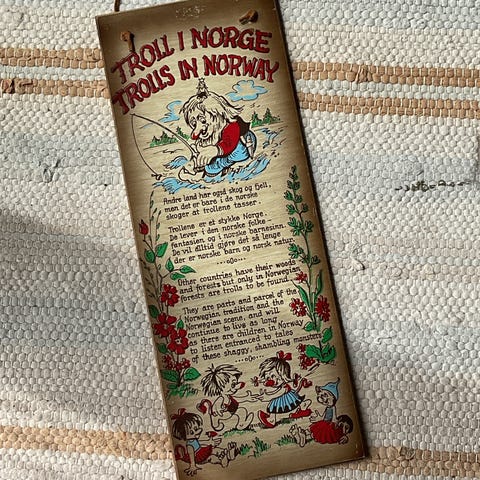 TROLL I NORGE
TROLLS IN NORWAY
Andre land har også skog og fjell,
men det er bare i de norske
skoger at trollene tasser.
Trollene er et stykke Norge.
De lever i den norske folke-
fantasien og i norske barnesinn.
De vil alltid gjøre det så lenge
der er norske barn og norsk natur.
...oOo...
Other countries have their woods
and forests but only in Norwegian
forests are trolls to be found.
They are parts and parcel of the
Norwegian tradition and the
Norwegian scene, and will
continue to live as long
as there are children in Norway
to listen entranced to tales
of these shaggy, shambling monsters
...oOo...